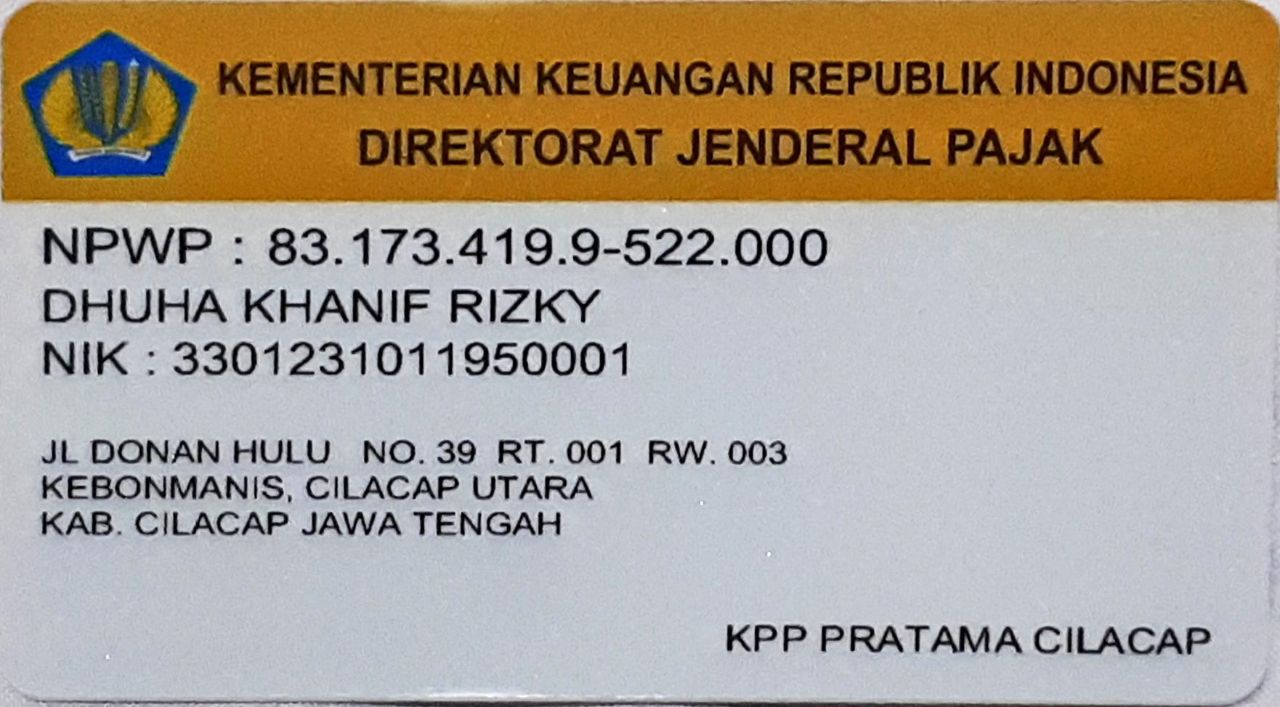 KEMENTERIAN KEUANGAN REPUBLIK INDONESIA
DIREKTORAT JENDERAL PAJAK
NPWP : 83.173.419.9-522.000
DHUHA KHANIF RIZKY
NIK : 3301231011950001
JL DONAN HULU NO. 39 RT. 001 RW. 003
KEBONMANIS, CILACAP UTARA
KAB. CILACAP JAWA TENGAH
KPP PRATAMA CILACAP